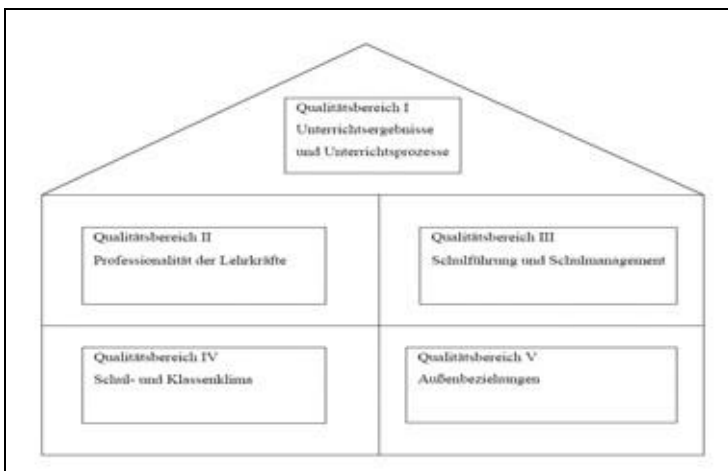 Qualitätsbereich I
Unterrichtsergebnisse
und Unterrichtsprozesse
Qualitätsbereich II
Professionalität der Lehrkräfte
Qualitätsbereich III
Schulführung und Schulmanagement
Qualitätsbereich IV
Schul- und Klassenklima
Qualitätsbereich V
Außenbeziehungen